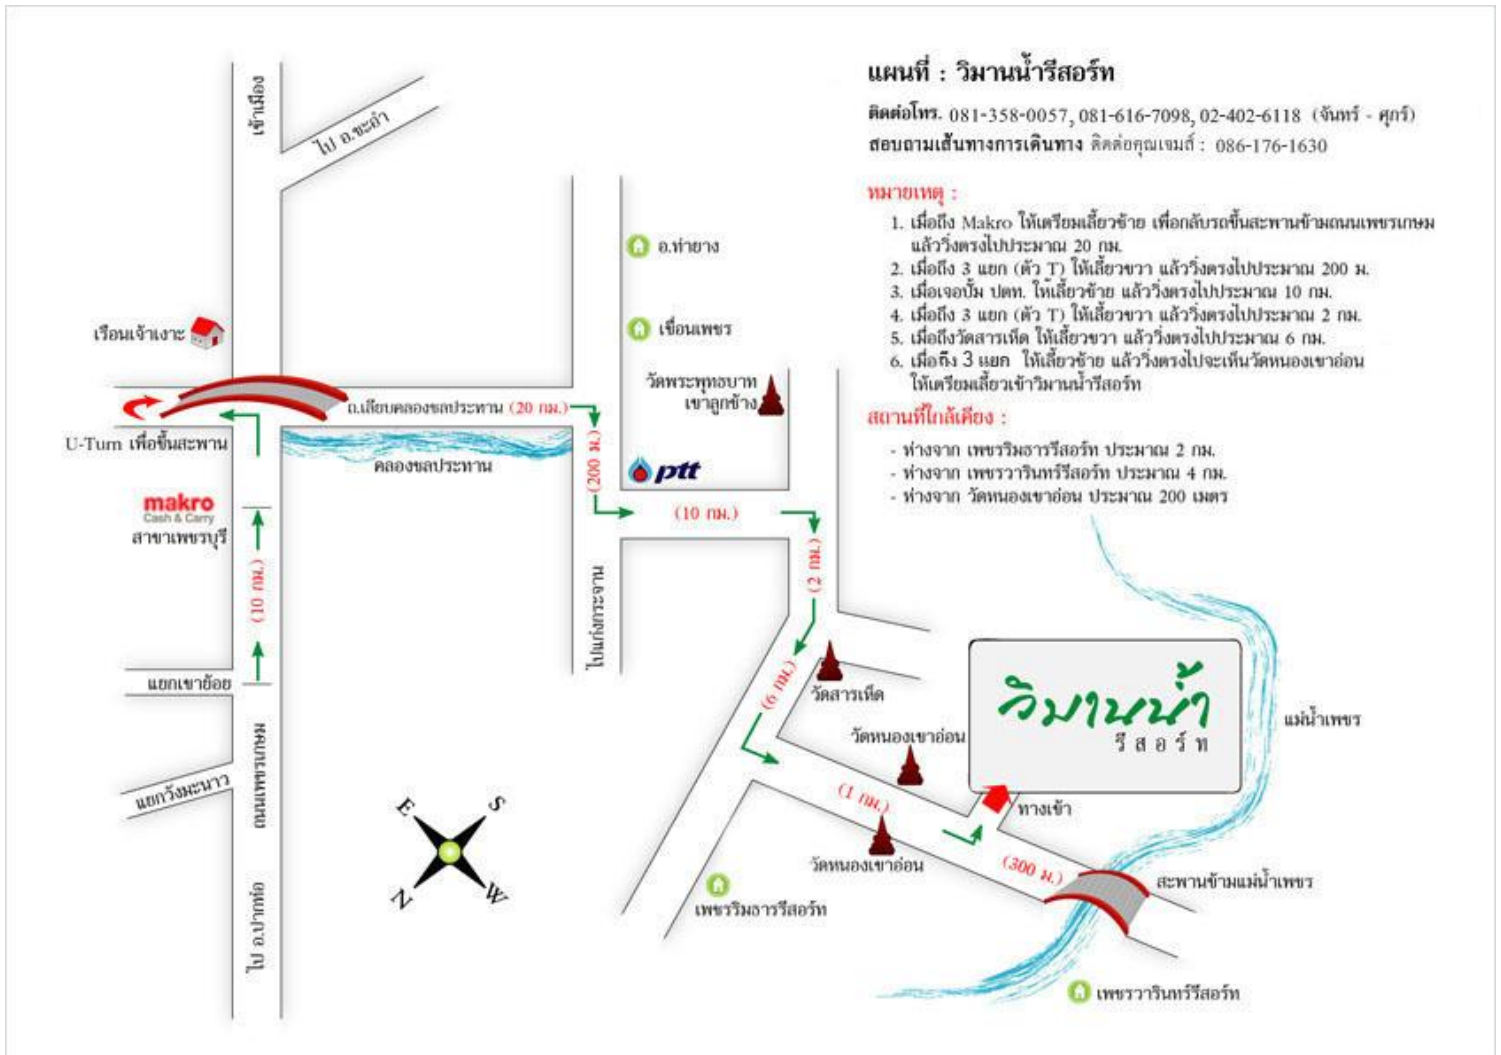 แผนที่ : วิมานน้ำรีสอร์ท
ติดต่อโทร. 081-358-0057, 081-616-7098, 02-402-6118 (จันทร์ - ศุกร์)
สอบถามเส้นทางการเดินทาง ติดต่อคุณเจมส์ : 086-176-1630
หมายเหตุ :
1. เมื่อถึง Makro ให้เตรียมเลี้ยวซ้าย เพื่อกลับรถขึ้นสะพานข้ามถนนเพชรเกษม
แล้ววิ่งตรงไปประมาณ 20 กม.
2. เมื่อถึง 3 แยก (ตัว T) ให้เลี้ยวขวา แล้ววิ่งตรงไปประมาณ 200 ม.
3. เมื่อเจอปั้ม ปตท. ให้เลี้ยวซ้าย แล้ววิ่งตรงไปประมาณ 10 กม.
4. เมื่อถึง 3 แยก (ตัว T) ให้เลี้ยวขวา แล้ววิ่งตรงไปประมาณ 2 กม.
5. เมื่อถึงวัดสารเห็ด ให้เลี้ยวขวา แล้ววิ่งตรงไปประมาณ 6 กม.
6. เมื่อถึง 3 แยก ให้เลี้ยวซ้าย แล้ววิ่งตรงไปจะเห็นวัดหนองเขาอ่อน
ให้เตรียมเลี้ยวเข้าวิมานน้ำรีสอร์ท
สถานที่ใกล้เคียง :
- ห่างจาก เพชรริมธารรีสอร์ท ประมาณ 2 กม.
- ห่างจาก เพชรวารินทร์รีสอร์ท ประมาณ 4 กม.
- ห่างจาก วัดหนองเขาอ่อน ประมาณ 200 เมตร
เข้าเมือง
ไป อ.ชะอำ
อ.ท่ายาง
เขื่อนเพชร
เรือนเจ้าเงาะ
วัดพระพุทธบาท
เขาลูกช้าง
ถ.เลียบคลองชลประทาน (20 กม.)
U-Turn เพื่อขึ้นสะพาน
คลองชลประทาน
(200 ม.)
ptt
makro
Cash & Carry
สาขาเพชรบุรี
(10 กม.)
(10 กม.)
(2 กม.)
ไปแก่งกระจาน
แยกเขาย้อย
(6 กม.)
วัดสารเห็ด
วิมานน้ำ
รีสอร์ท
แม่น้ำเพชร
วัดหนองเขาอ่อน
ถนนเพชรเกษม
แยกวังมะนาว
(1 กม.)
ทางเข้า
E
S
N
W
วัดหนองเขาอ่อน
(300 ม.)
สะพานข้ามแม่น้ำเพชร
เพชรริมธารรีสอร์ท
ไป อ.ปากท่อ
เพชรวารินทร์รีสอร์ท